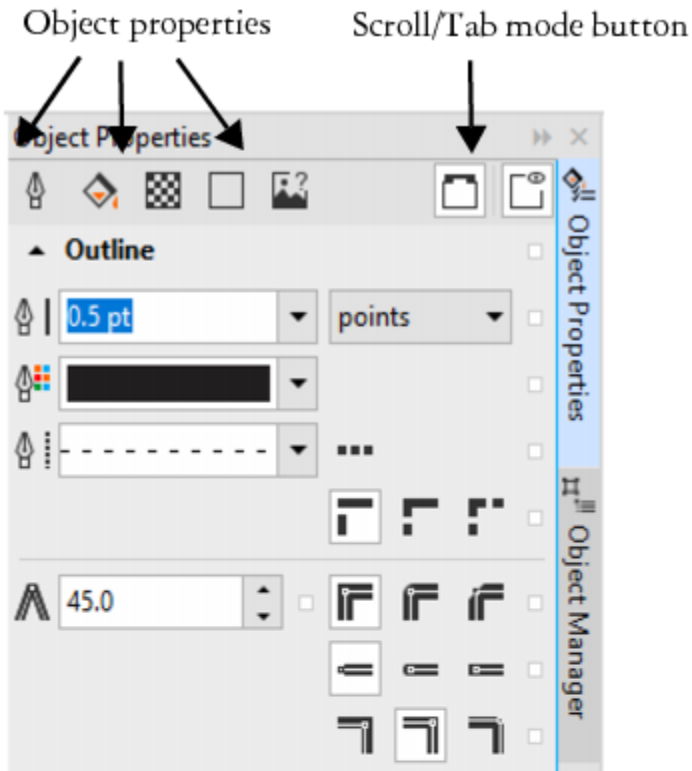 Object properties
Scroll/Tab mode button
Object Properties
Outline
0.5 pt
points
45.0
Object Properties
Object Manager